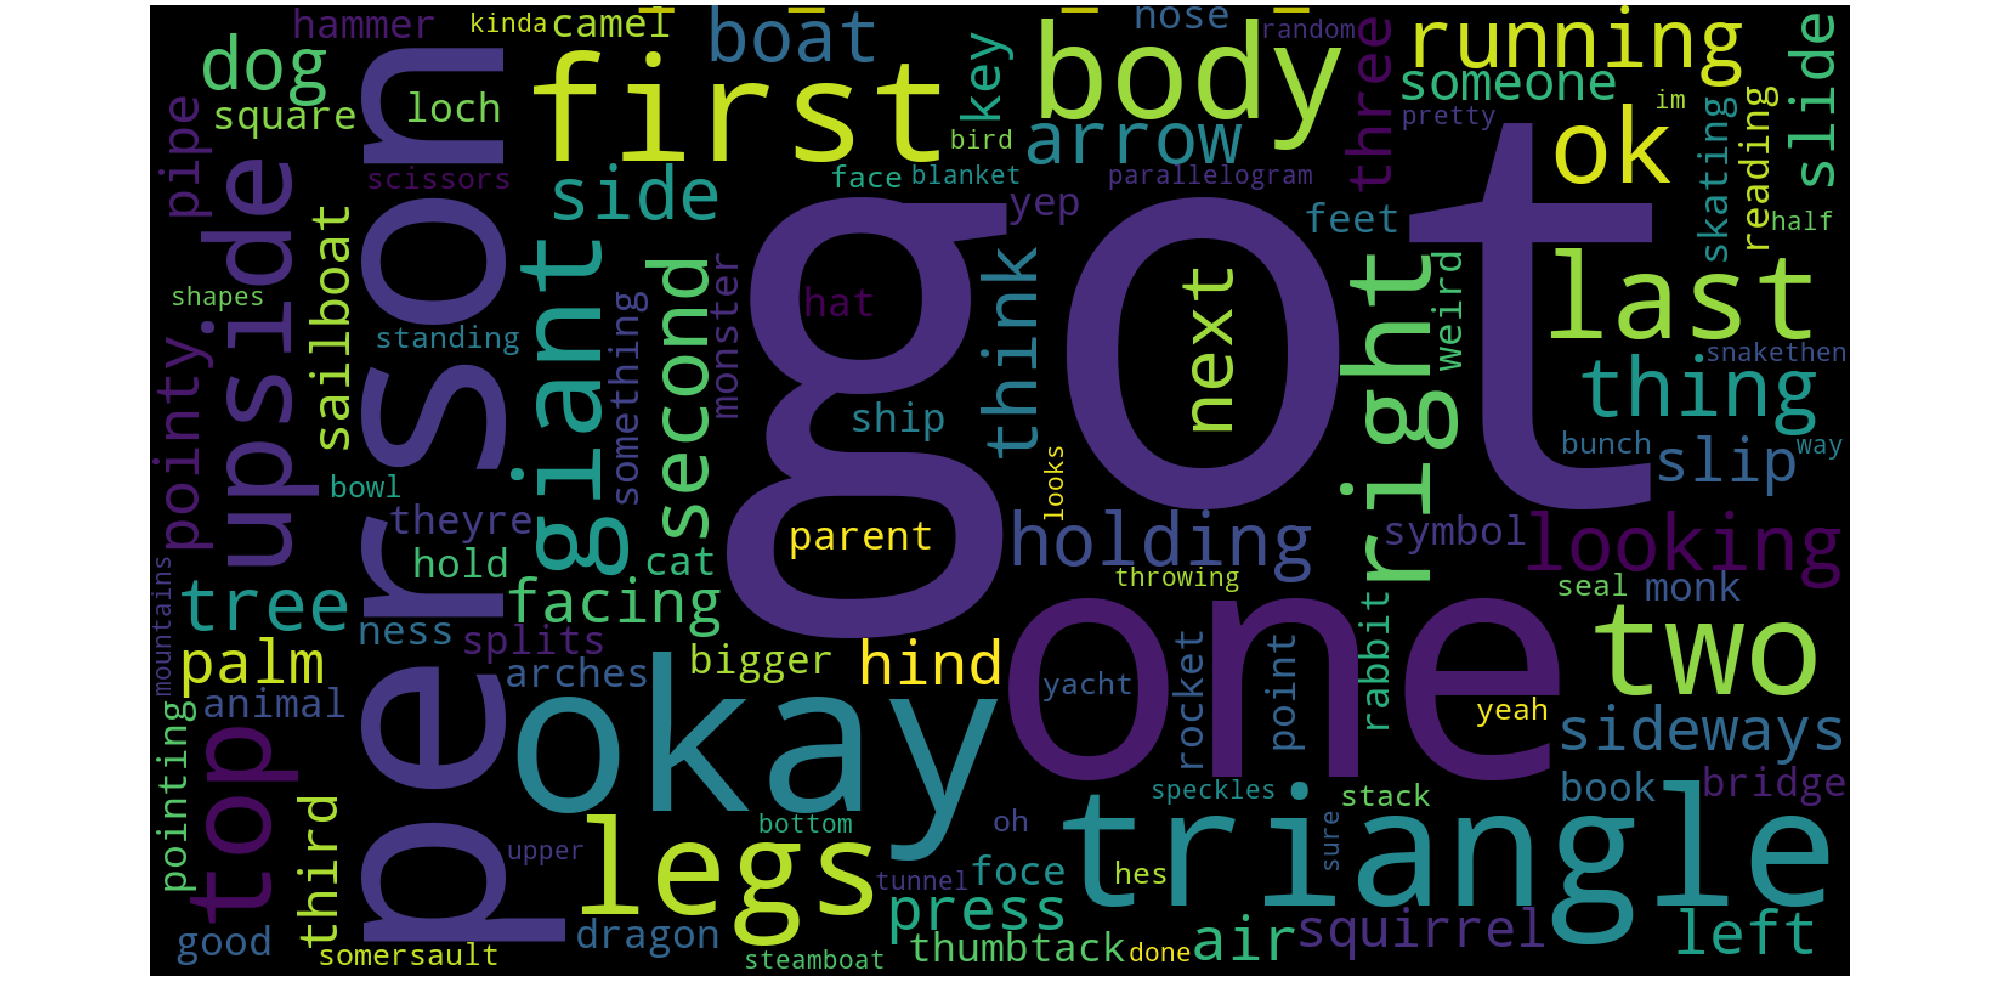 hammer
kinda
camel
boat
nose
random
running
dog
person
first
key
body
three
someone
slide
square
loch
bird
arrow
pretty
im
reading
pipe
scissors
side
face
blanket
parallelogram
ok
skating
upside
yep
feet
half
sailboat
giant
second
monster
got
think
next
right
weird
last
shapes
standing
something
hat
thing
snakethen
pointy
ship
bunch
way
slip
bowl
looks
theyre
parent
holding
symbol
looking
hold
cat
throwing
seal
monk
mountains
tree
facing
one
rabbit
two
ness
splits
palm
arches
bigger
hind
yacht
rocket
point
yeah
animal
okay
sideways
pointing
top
triangle
book
bridge
third
legs
speckles
stack
bottom
oh
sure
upper
tunnel
foce
hes
press
good
dragon
squirrel
left
somersault
steamboat
thumbtack
done
air